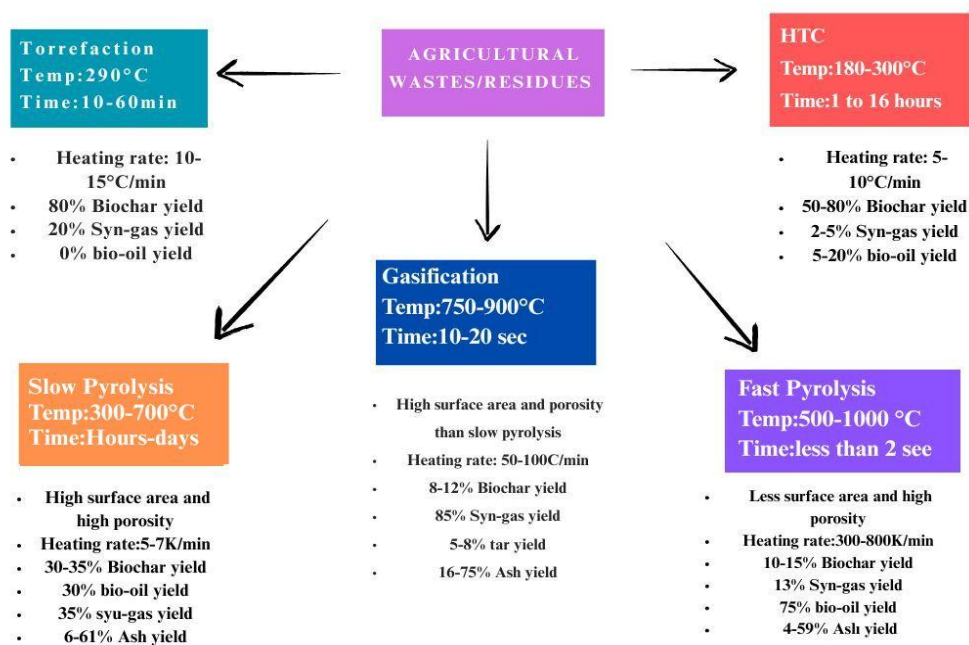 Torrefaction
Temp:290°C
Time:10-60min
• Heating rate: 10-
15°C/min
• 80% Biochar yield
• 20% Syn-gas yield
• 0% bio-oil yield
AGRICULTURAL
WASTES/RESIDUES
HTC
Temp:180-300°C
Time:1 to 16 hours
• Heating rate: 5-
10°C/min
• 50-80% Biochar yield
• 2-5% Syn-gas yield
• 5-20% bio-oil yield
Slow Pyrolysis
Temp:300-700°C
Time:Hours-days
• High surface area and
high porosity
• Heating rate:5-7K/min
• 30-35% Biochar yield
• 30% bio-oil yield
• 35% syu-gas yield
• 6-61% Ash yield
Gasification
Temp:750-900°C
Time:10-20 sec
• High surface area and porosity
than slow pyrolysis
• Heating rate: 50-100C/min
• 8-12% Biochar yield
• 85% Syn-gas yield
• 5-8% tar yield
• 16-75% Ash yield
Fast Pyrolysis
Temp:500-1000 °C
Time:less than 2 see
• Less surface area and high
porosity
• Heating rate:300-800K/min
• 10-15% Biochar yield
• 13% Syn-gas yield
• 75% bio-oil yield
• 4-59% Aslı yield